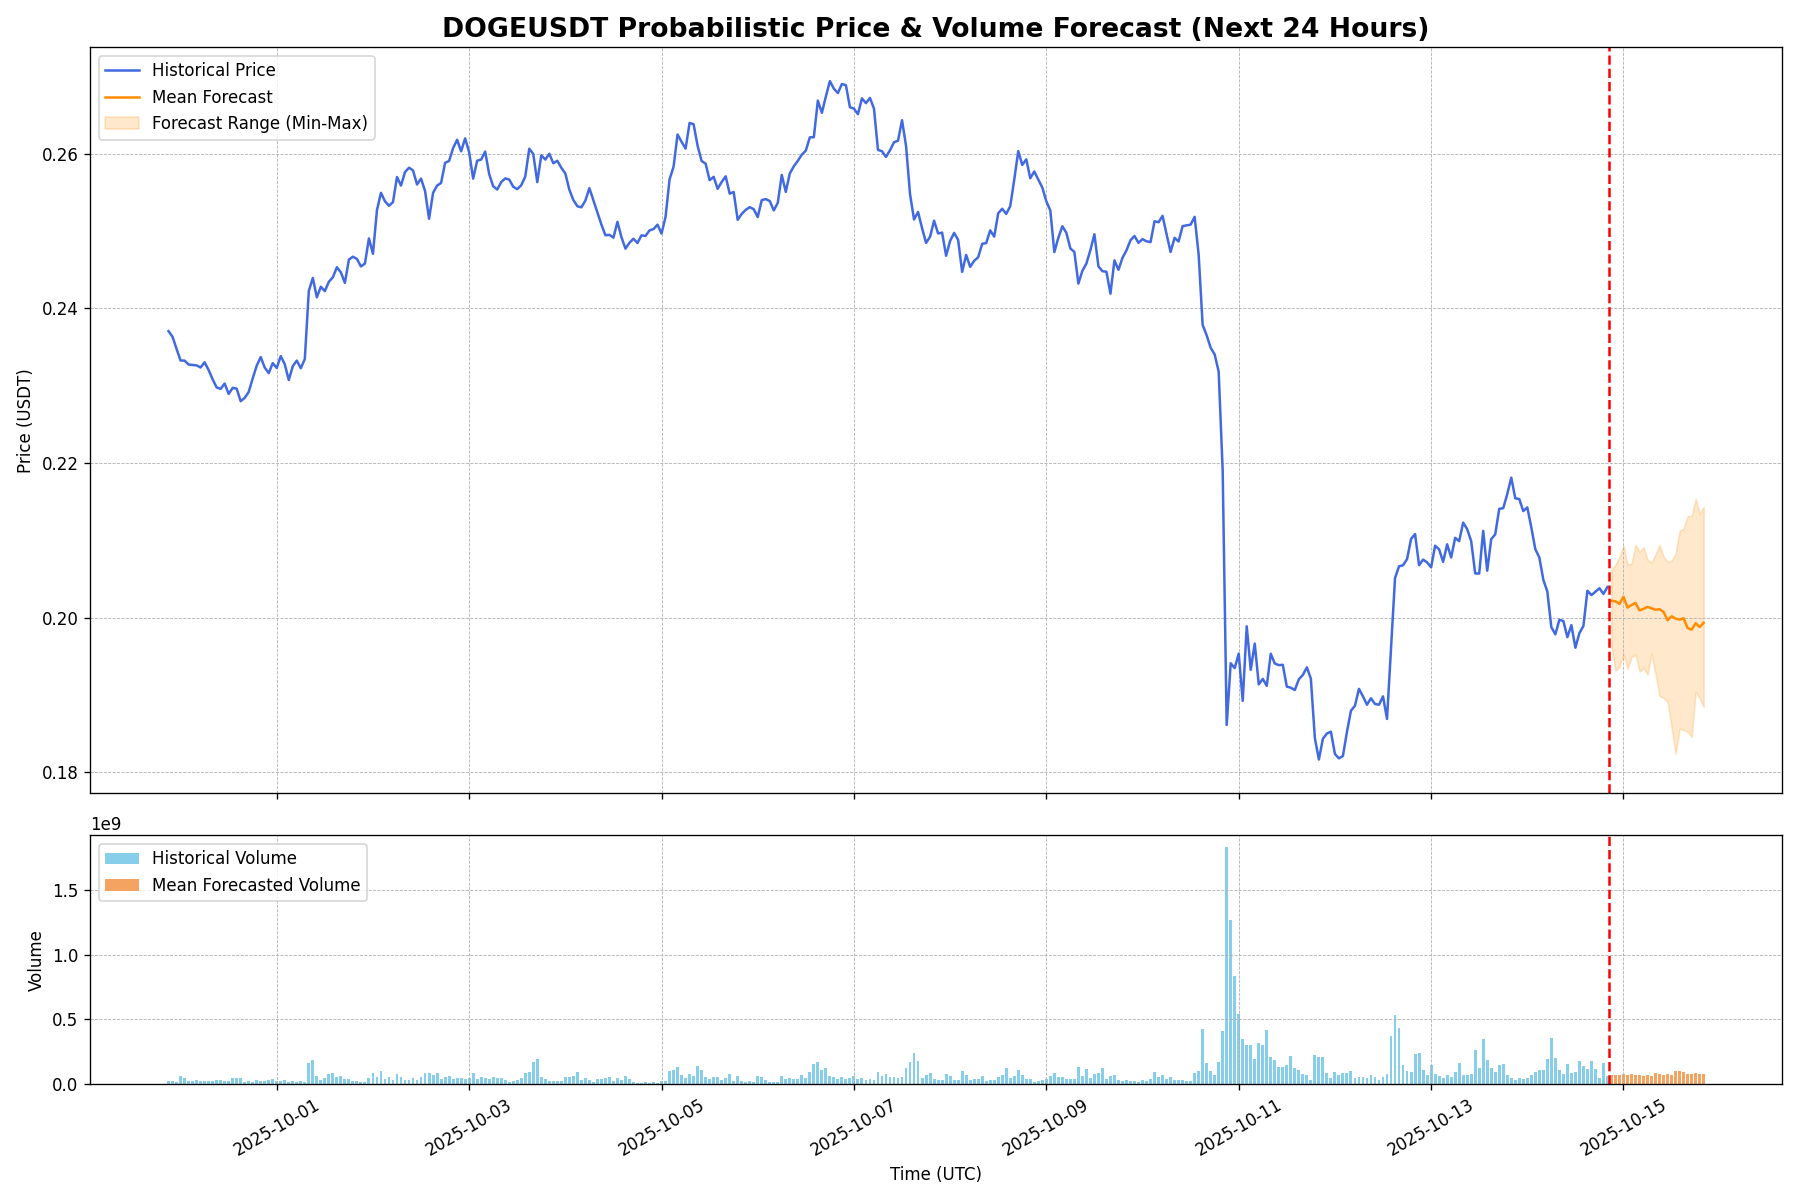 DOGEUSDT Probabilistic Price & Volume Forecast (Next 24 Hours)
Historical Price
Mean Forecast
Forecast Range (Min-Max)
0.26
0.24
0.22
0.20
0.18
Price (USDT)
1e9
Historical Volume
Mean Forecasted Volume
1.5
1.0
0.5
0.0
Volume
2025-10-01
2025-10-03
2025-10-05
2025-10-07
2025-10-09
2025-10-11
2025-10-13
2025-10-15
Time (UTC)